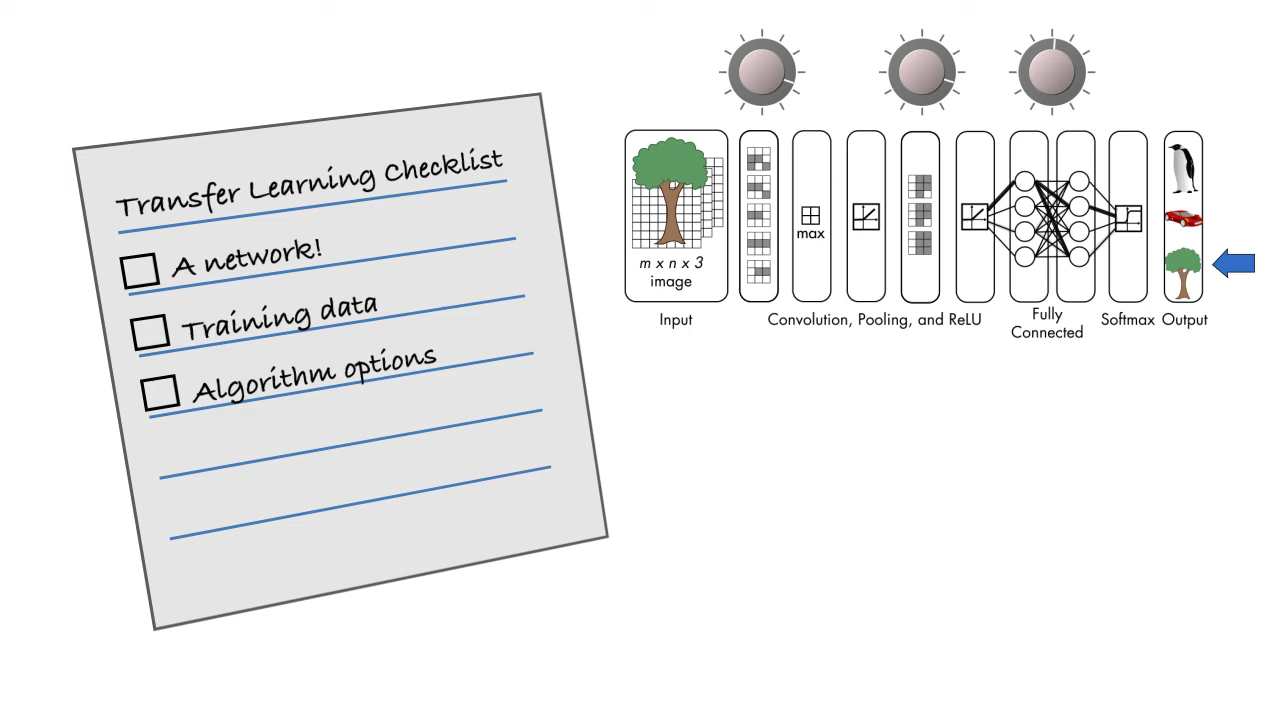 Transfer Learning Checklist
A network!
Training data
Algorithm options
max
m x n x 3
image
Input
Convolution, Pooling, and ReLU
Fully
Connected
Softmax
Output